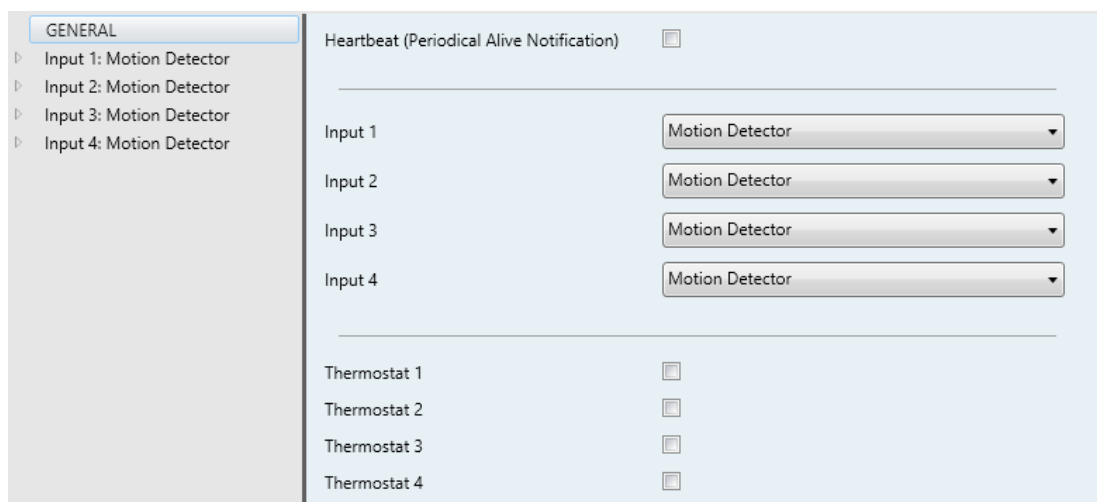 GENERAL
Input 1: Motion Detector
Input 2: Motion Detector
Input 3: Motion Detector
Input 4: Motion Detector
Heartbeat (Periodical Alive Notification)
Input 1 Motion Detector
Input 2 Motion Detector
Input 3 Motion Detector
Input 4 Motion Detector
Thermostat 1
Thermostat 2
Thermostat 3
Thermostat 4